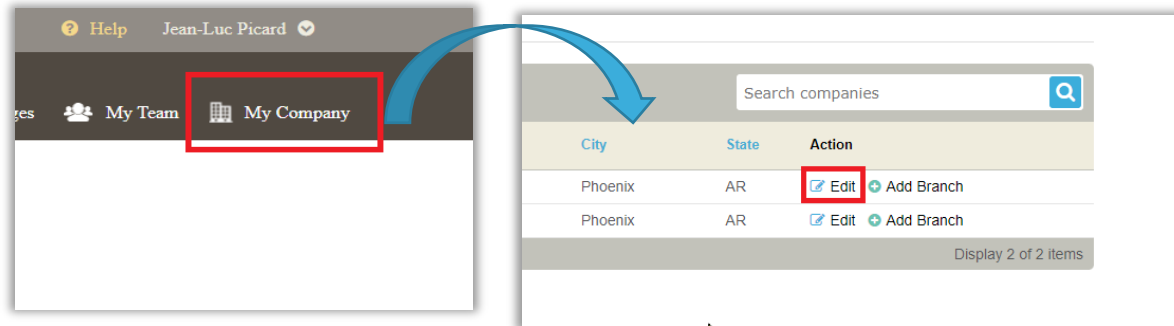 Help Jean-Luc Picard
My Team My Company
Search companies
City State Action
Phoenix AR Edit Add Branch
Phoenix AR Edit Add Branch
Display 2 of 2 items